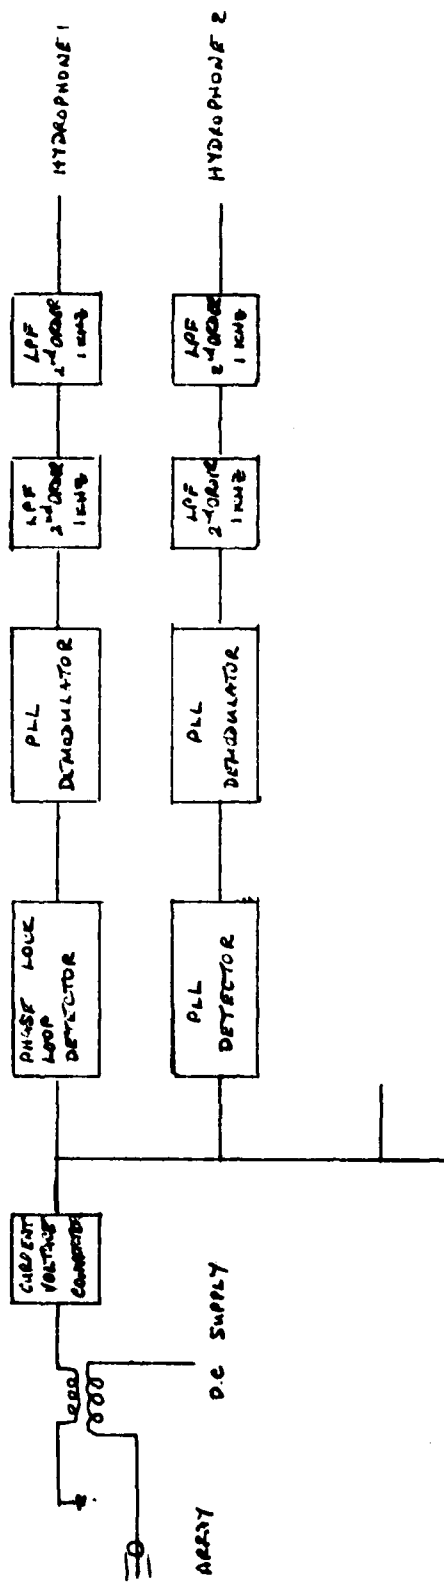 ARRAY
D.C SUPPLY
CURRENT
VOLTAGE
CONVERTER
PHASE LOCK
LOOP
DETECTOR
PLL
DEMODULATOR
LPF
2nd ORDER
1 KHZ
LPF
2nd ORDER
1 KHZ
HYDROPHONE 1
PLL
DETECTOR
PLL
DEMODULATOR
LPF
2nd ORDER
1 KHZ
LPF
2nd ORDER
1 KHZ
HYDROPHONE 2